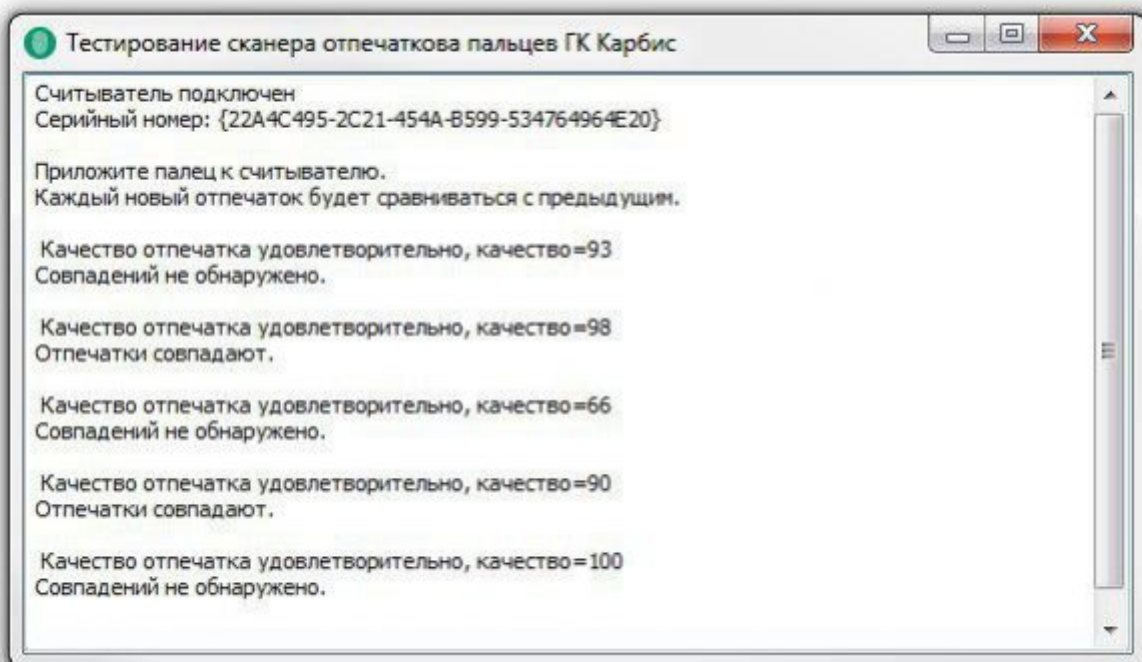 Тестирование сканера отпечаткова пальцев ГК Карбис
Считыватель подключен
Серийный номер: {22A4C495-2C21-454A-B599-534764964E20}
Приложите палец к считывателю.
Каждый новый отпечаток будет сравниваться с предыдущим.
Качество отпечатка удовлетворительно, качество=93
Совпадений не обнаружено.
Качество отпечатка удовлетворительно, качество=98
Отпечатки совпадают.
Качество отпечатка удовлетворительно, качество=66
Совпадений не обнаружено.
Качество отпечатка удовлетворительно, качество=90
Отпечатки совпадают.
Качество отпечатка удовлетворительно, качество=100
Совпадений не обнаружено.